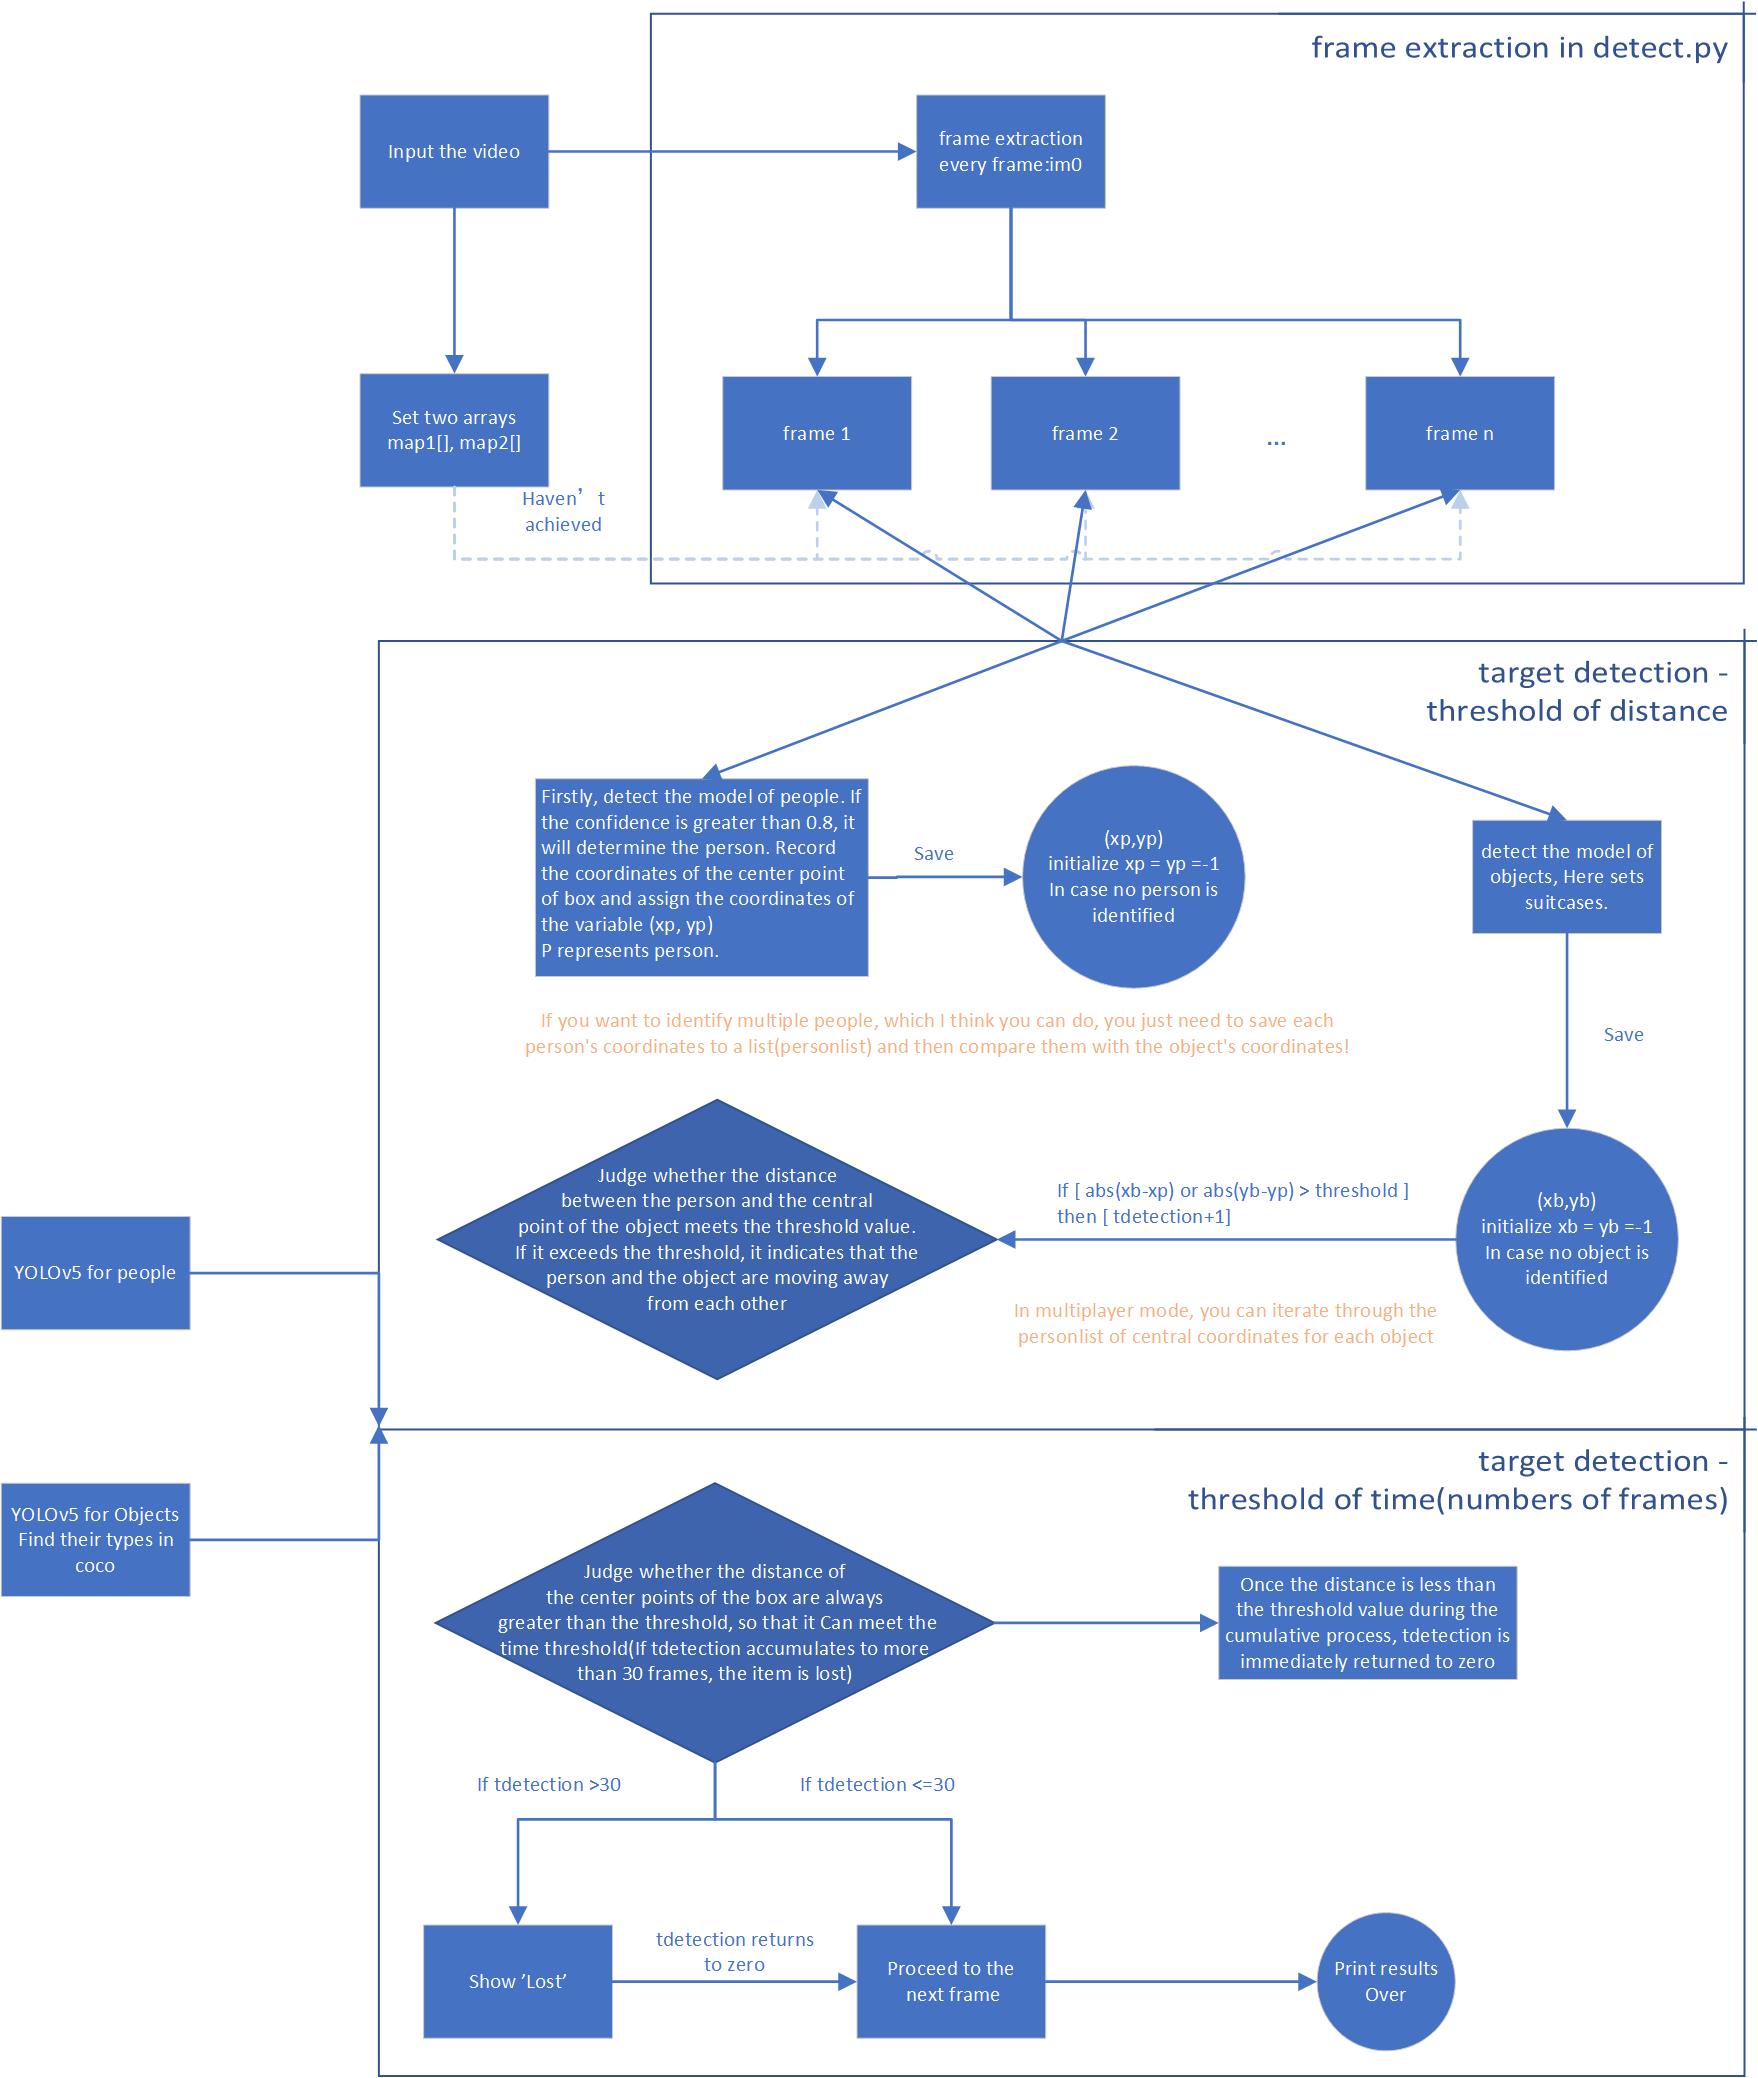 frame extraction in detect.py
Input the video
frame extraction
every frame:im0
Set two arrays
map1[], map2[]
frame 1
frame 2
...
frame n
Haven’t
achieved
target detection -
threshold of distance
Firstly, detect the model of people. If
the confidence is greater than 0.8, it
will determine the person. Record
the coordinates of the center point
of box and assign the coordinates of
the variable (xp, yp)
P represents person.
Save
(xp,yp)
initialize xp = yp =-1
In case no person is
identified
detect the model of
objects, Here sets
suitcases.
If you want to identify multiple people, which I think you can do, you just need to save each
person's coordinates to a list(personlist) and then compare them with the object's coordinates!
Save
Judge whether the distance
between the person and the central
point of the object meets the threshold value.
If it exceeds the threshold, it indicates that the
person and the object are moving away
from each other
If [ abs(xb-xp) or abs(yb-yp) > threshold ]
then [ tdetection+1]
(xb,yb)
initialize xb = yb =-1
In case no object is
identified
In multiplayer mode, you can iterate through the
personlist of central coordinates for each object
YOLOv5 for people
YOLOv5 for Objects
Find their types in
coco
target detection -
threshold of time(numbers of frames)
Judge whether the distance of
the center points of the box are always
greater than the threshold, so that it Can meet the
time threshold(If tdetection accumulates to more
than 30 frames, the item is lost)
Once the distance is less than
the threshold value during the
cumulative process, tdetection is
immediately returned to zero
If tdetection >30
If tdetection <=30
Show ’Lost’
tdetection returns
to zero
Proceed to the
next frame
Print results
Over